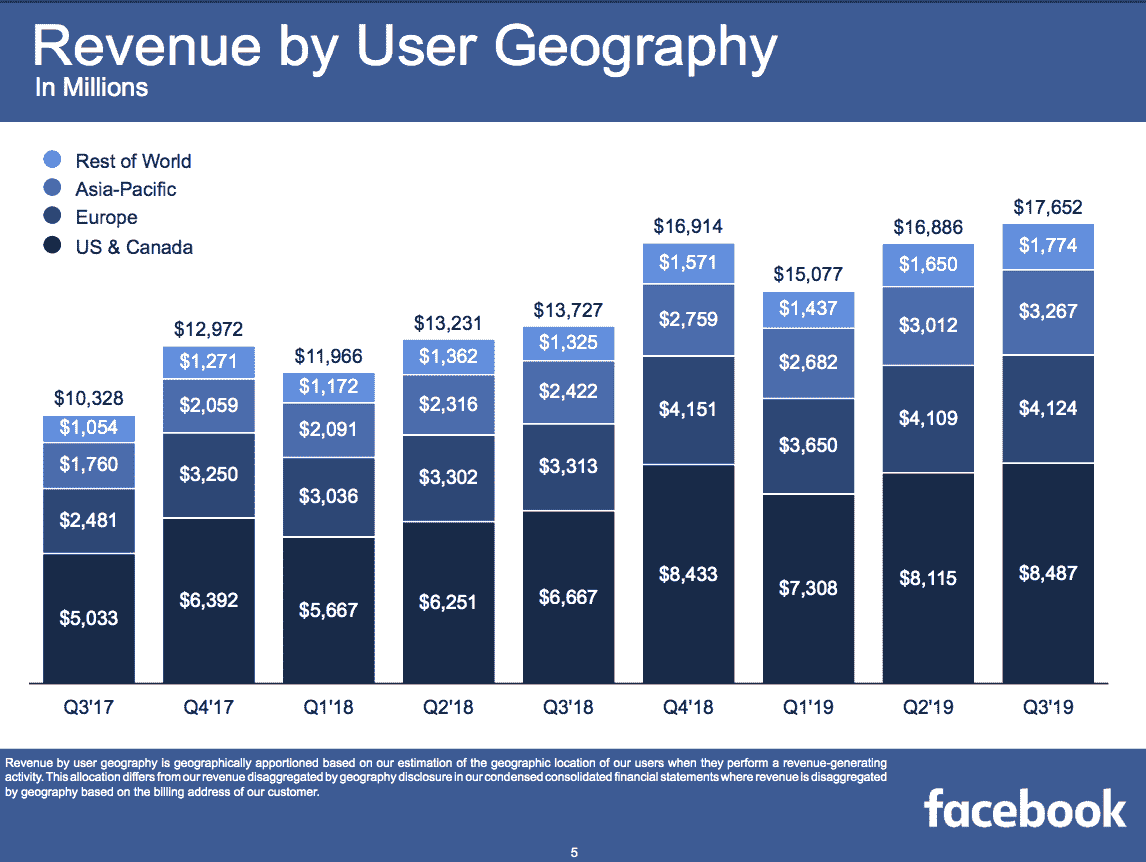 Revenue by User Geography
In Millions
Rest of World
Asia-Pacific
Europe
US & Canada
$10,328
$1,054
$1,760
$2,481
$5,033
$12,972
$1,271
$2,059
$3,250
$6,392
$11,966
$1,172
$2,091
$3,036
$5,667
$13,231
$1,362
$2,316
$3,302
$6,251
$13,727
$1,325
$2,422
$3,313
$6,667
$16,914
$1,571
$2,759
$4,151
$8,433
$15,077
$1,437
$2,682
$3,650
$7,308
$16,886
$1,650
$3,012
$4,109
$8,115
$17,652
$1,774
$3,267
$4,124
$8,487
Q3'17
Q4'17
Q1'18
Q2'18
Q3'18
Q4'18
Q1'19
Q2'19
Q3'19
Revenue by user geography is geographically apportioned based on our estimation of the geographic location of our users when they perform a revenue-generating
activity. This allocation differs from our revenue disaggregated by geography disclosure in our condensed consolidated financial statements where revenue is disaggregated
by geography based on the billing address of our customer.
facebook
5